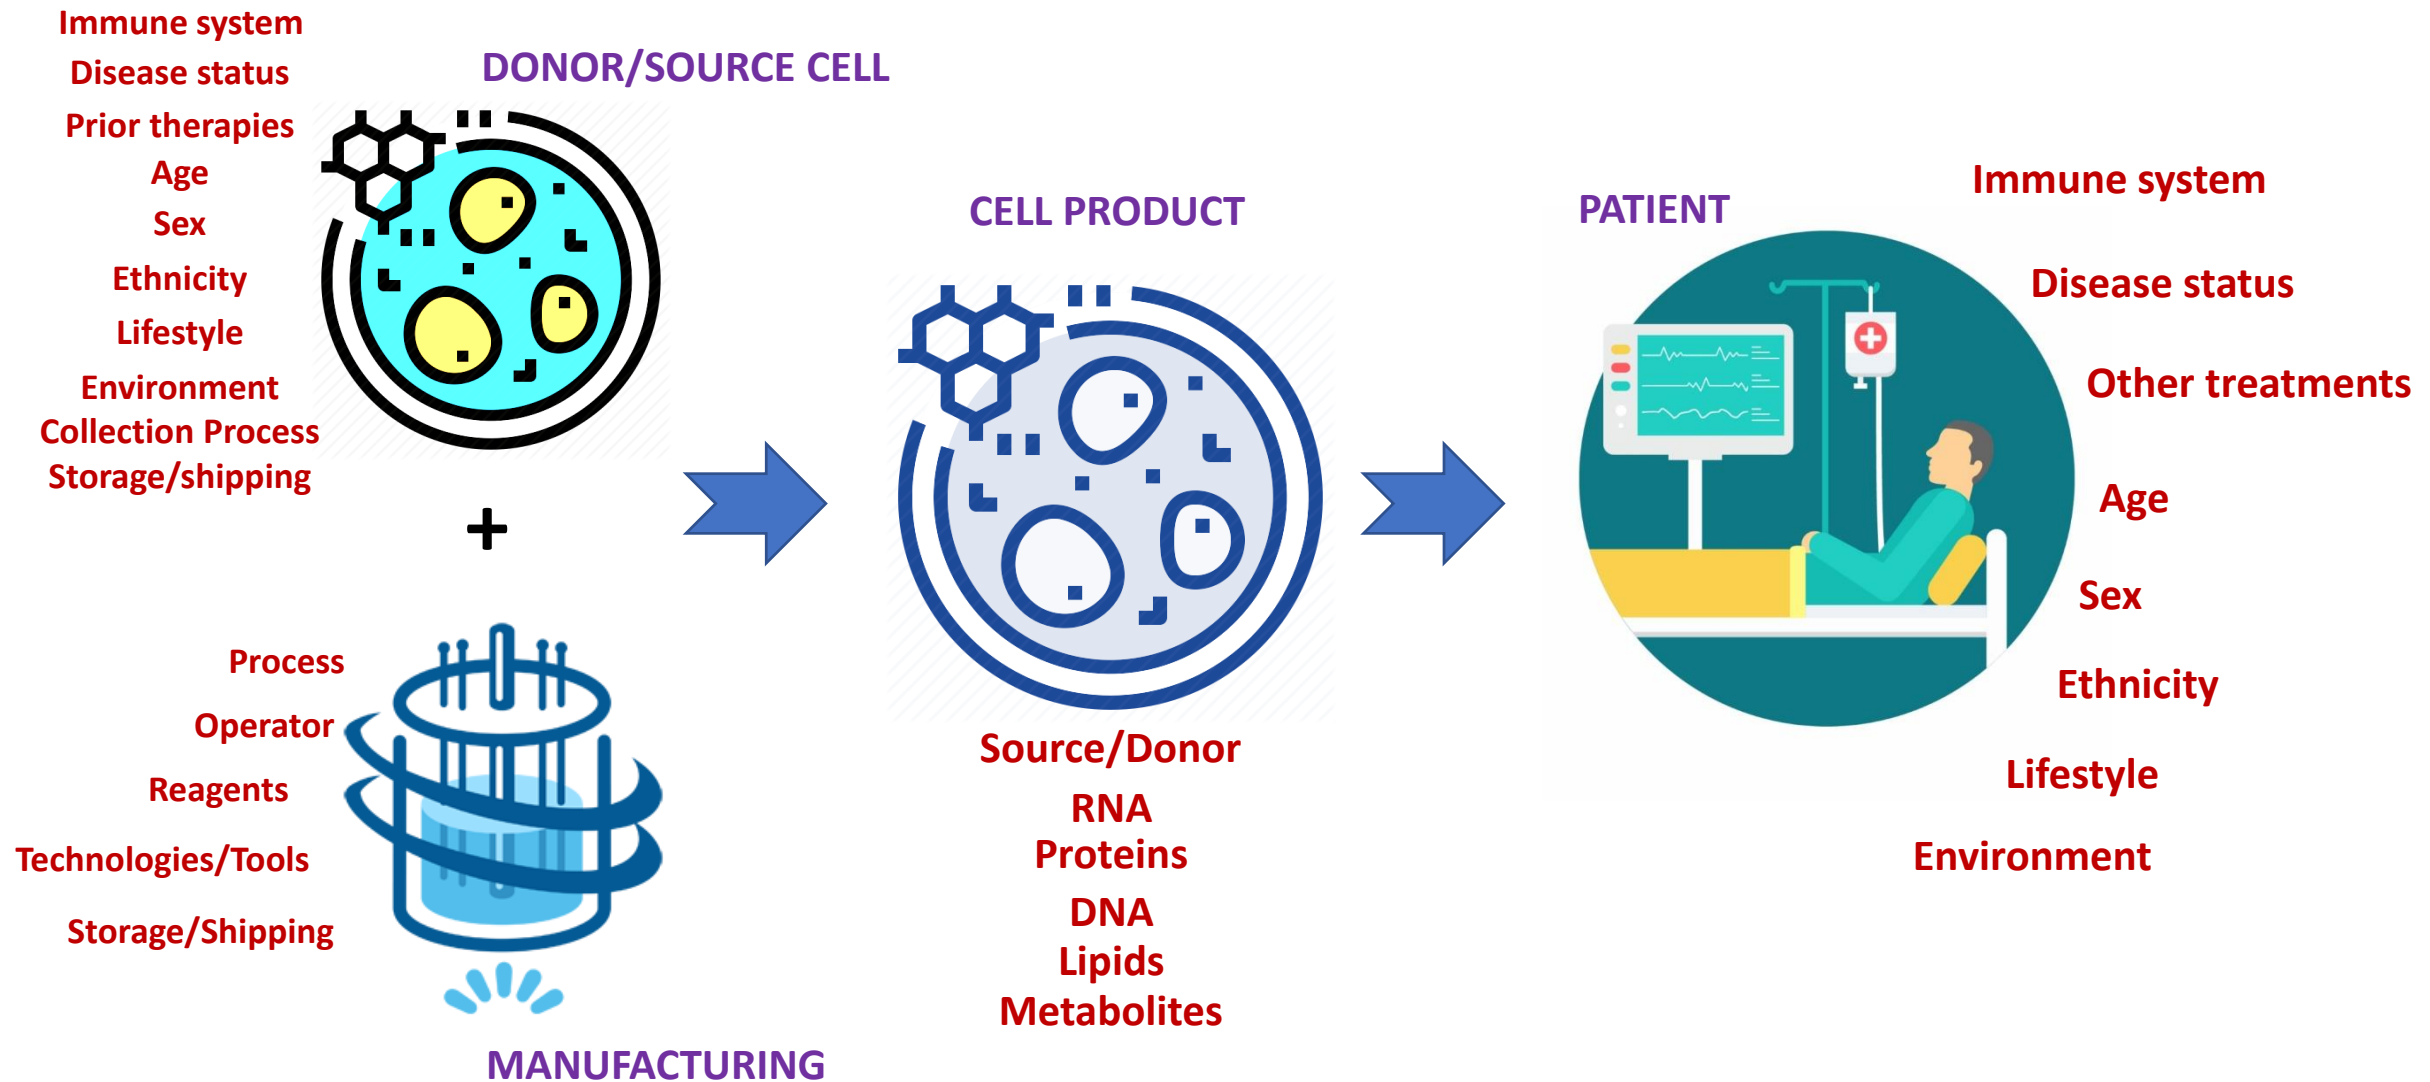 DONOR/SOURCE CELL
Immune system
Disease status
Prior therapies
Age
Sex
Ethnicity
Lifestyle
Environment
Collection Process
Storage/shipping
+
Process
Operator
Reagents
Technologies/Tools
Storage/Shipping
MANUFACTURING
CELL PRODUCT
Source/Donor
RNA
Proteins
DNA
Lipids
Metabolites
PATIENT
Immune system
Disease status
Other treatments
Age
Sex
Ethnicity
Lifestyle
Environment